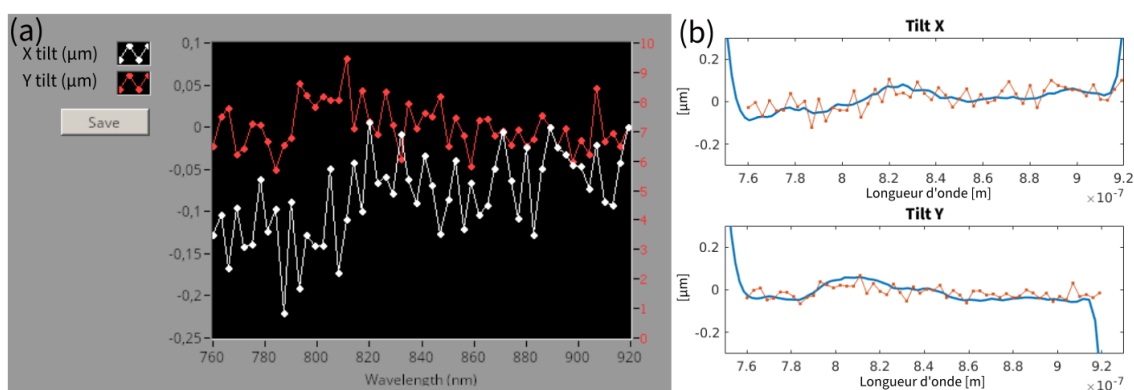 (a)
X tilt (μm)
Y tilt (μm)
Save
0,1
0,05
0
-0,05
-0,1
-0,15
-0,2
-0,25
10
9
8
7
6
5
4
3
2
1
0
760 780 800 820 840 860 880 900 920
Wavelength (nm)
(b)
Tilt X
[μm]
0.2
0
-0.2
7.6 7.8 8 8.2 8.4 8.6 8.8 9 9.2
Longueur d'onde [m]
×10⁻⁷
Tilt Y
[μm]
0.2
0
-0.2
7.6 7.8 8 8.2 8.4 8.6 8.8 9 9.2
Longueur d'onde [m]
×10⁻⁷